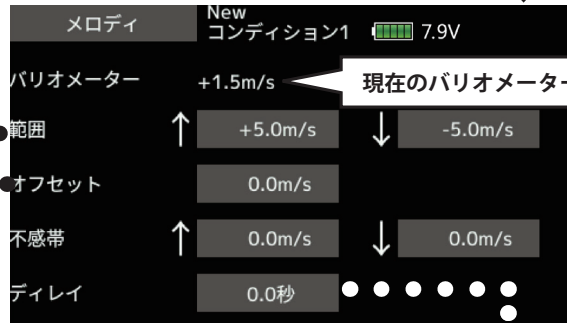 メロディ
New
コンディション1 7.9V
バリオメーター +1.5m/s 現在のバリオメーター
範囲 ↑ +5.0m/s ↓ -5.0m/s
オフセット 0.0m/s
不感帯 ↑ 0.0m/s ↓ 0.0m/s
ディレイ 0.0秒